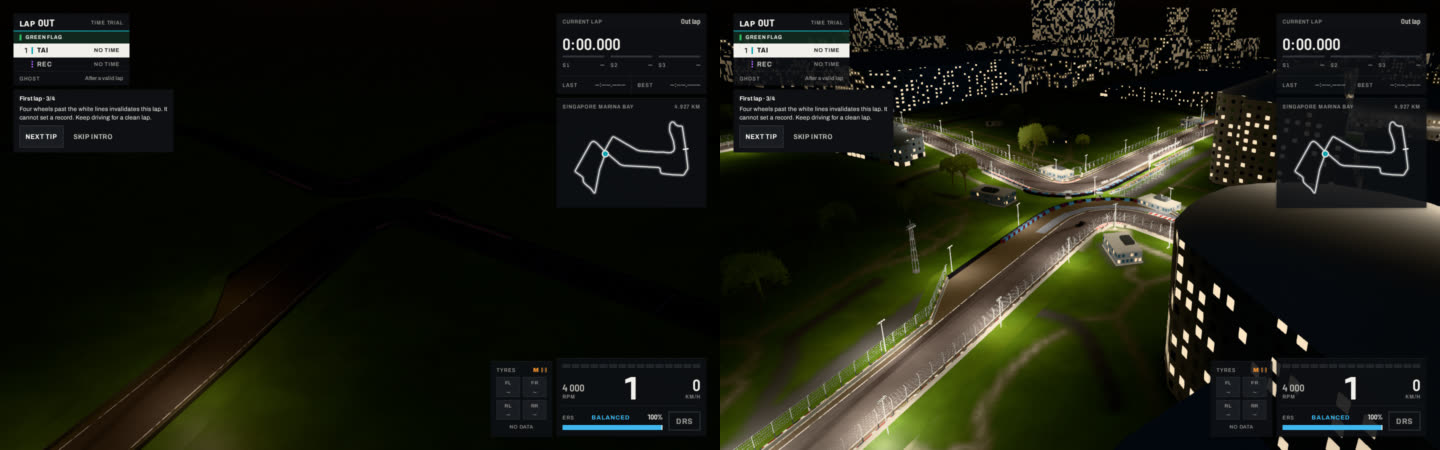 LAP OUT TIME TRIAL
GREEN FLAG
1 TAI NO TIME
REC NO TIME
GHOST After a valid lap
First lap · 3/4
Four wheels past the white lines invalidates this lap. It
cannot set a record. Keep driving for a clean lap.
NEXT TIP SKIP INTRO
CURRENT LAP Out lap
0:00.000
S1 – S2 – S3 –
LAST –:––.––– BEST –:––.–––
SINGAPORE MARINA BAY 4.927 KM
TYRES M
FL FR
– –
RL RR
– –
NO DATA
4 000 1 0
RPM KM/H
ERS BALANCED 100% DRS
LAP OUT TIME TRIAL
GREEN FLAG
1 TAI NO TIME
REC NO TIME
GHOST After a valid lap
First lap · 3/4
Four wheels past the white lines invalidates this lap. It
cannot set a record. Keep driving for a clean lap.
NEXT TIP SKIP INTRO
CURRENT LAP Out lap
0:00.000
S1 – S2 – S3 –
LAST –:––.––– BEST –:––.–––
SINGAPORE MARINA BAY 4.927 KM
TYRES M
FL FR
– –
RL RR
– –
NO DATA
4 000 1 0
RPM KM/H
ERS BALANCED 100% DRS